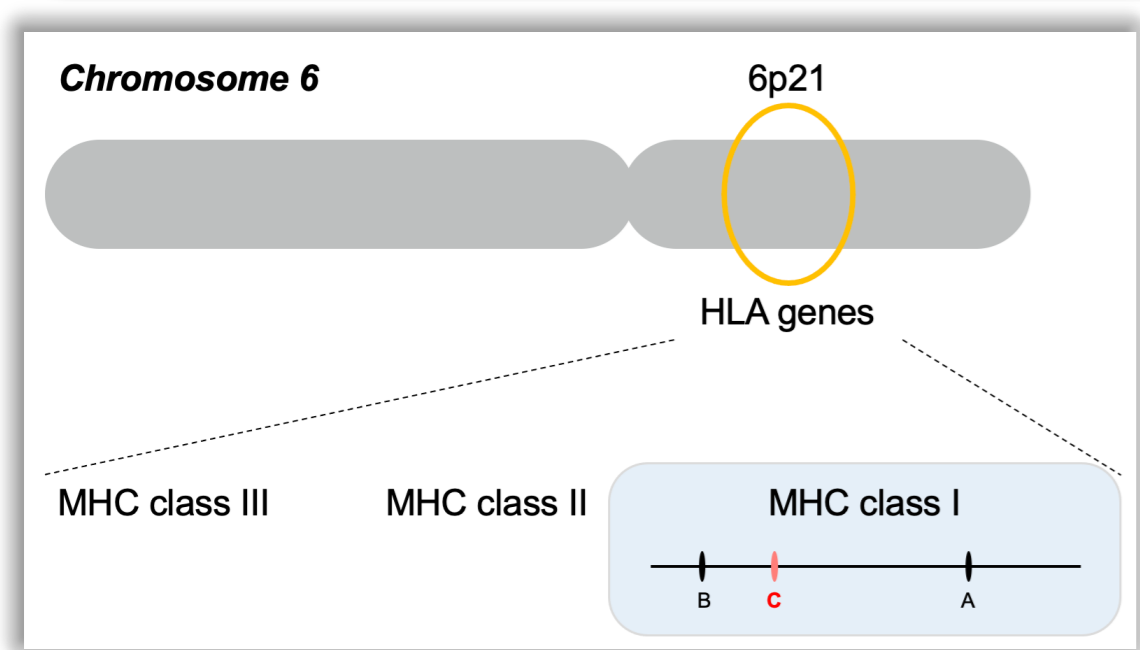 Chromosome 6
6p21
HLA genes
MHC class III
MHC class II
MHC class I
B
C
A